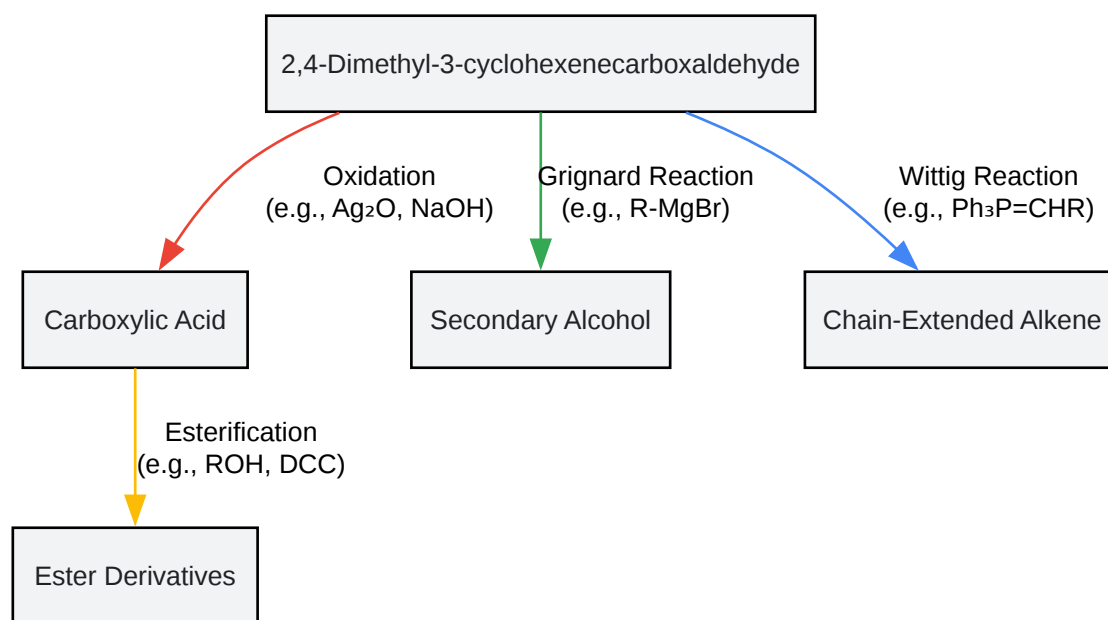 2,4-Dimethyl-3-cyclohexenecarboxaldehyde
Oxidation
(e.g., Ag₂O, NaOH)
Grignard Reaction
(e.g., R-MgBr)
Wittig Reaction
(e.g., Ph₃P=CHR)
Carboxylic Acid
Secondary Alcohol
Chain-Extended Alkene
Esterification
(e.g., ROH, DCC)
Ester Derivatives